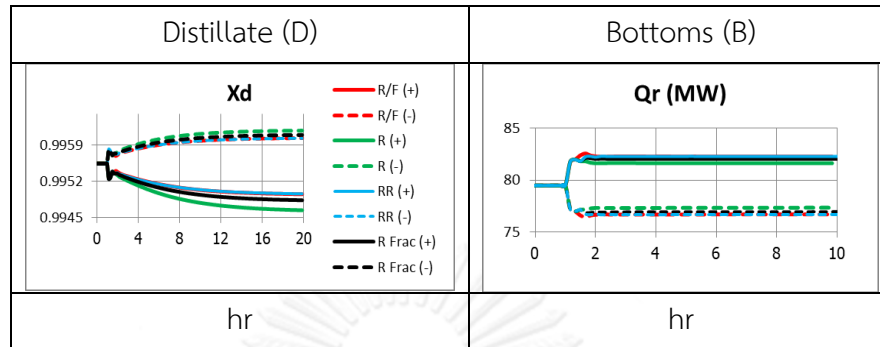 Distillate (D)
Bottoms (B)
Xd
0.9959
0.9952
0.9945
0 4 8 12 16 20
R/F (+)
R/F (-)
R (+)
R (-)
RR (+)
RR (-)
R Frac (+)
R Frac (-)
Qr (MW)
85
80
75
0 2 4 6 8 10
hr
hr